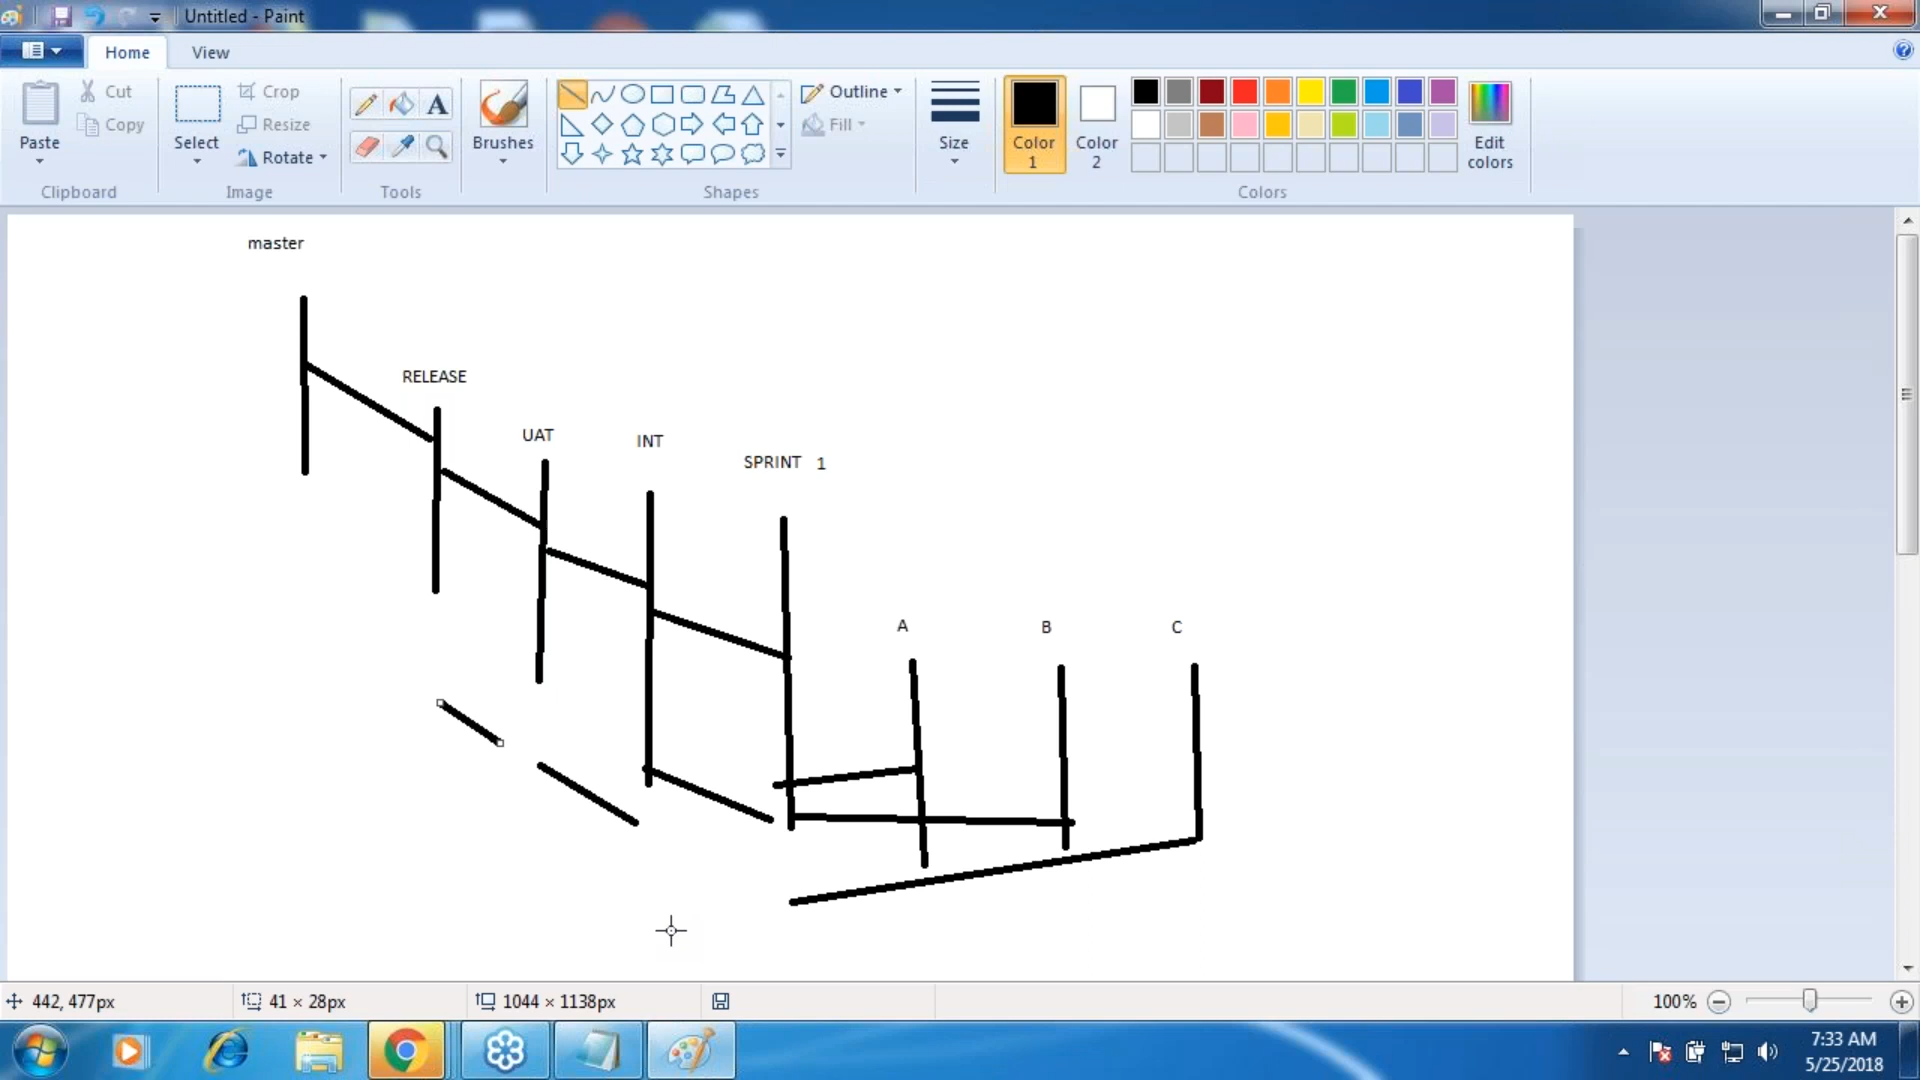 Untitled - Paint
Home View
Paste Cut Copy
Select Crop Resize Rotate
Brushes
Outline Fill
Size
Color 1
Color 2
Edit colors
Clipboard Image Tools Shapes Colors
master
RELEASE
UAT
INT
SPRINT 1
A B C
442, 477px 41 × 28px 1044 × 1138px 100%
7:33 AM
5/25/2018